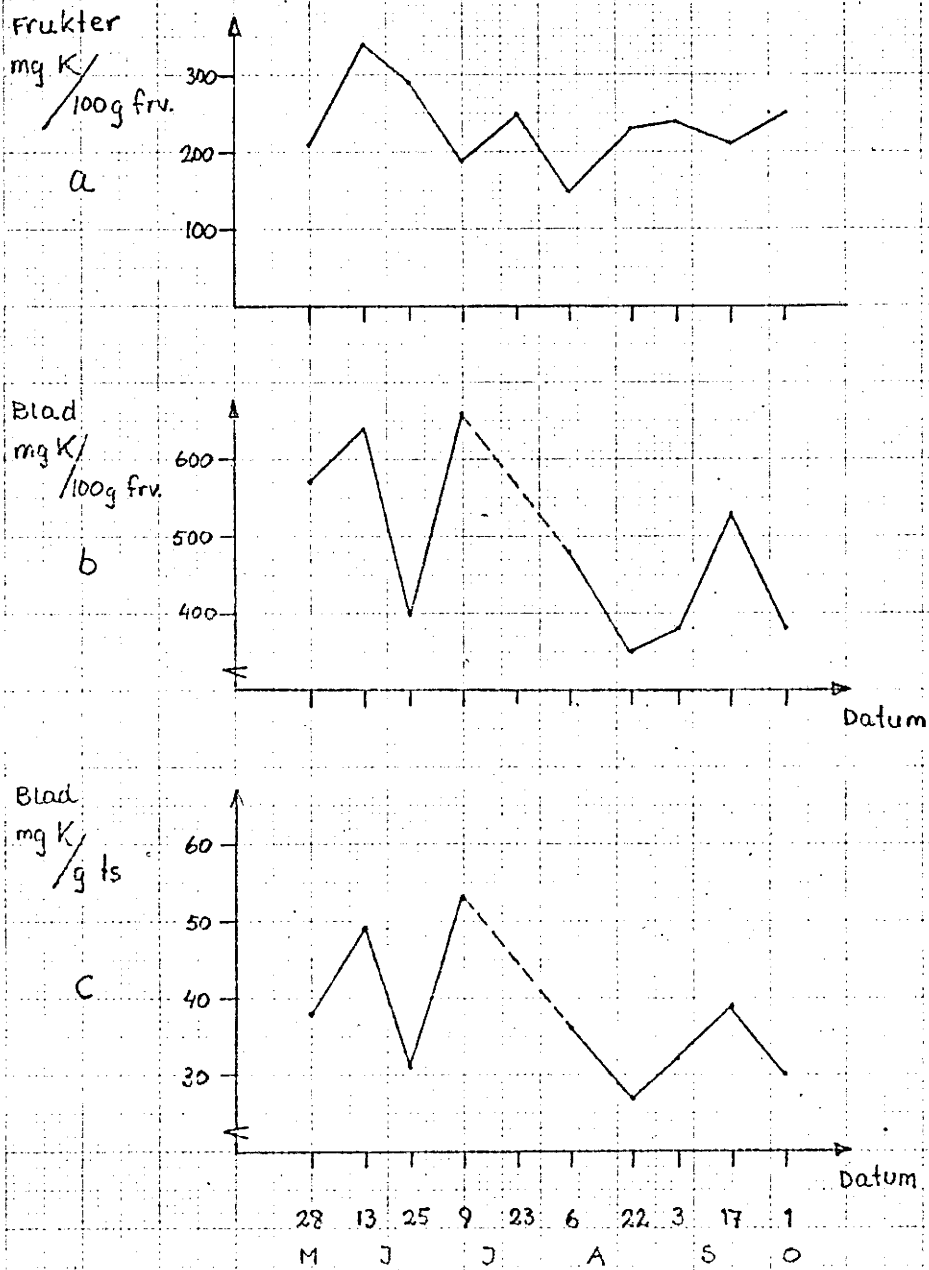 Frukter
mg K/
/100g frv.
a
300
200
100
Blad
mg K/
/100g frv.
b
600
500
400
Datum
Blad
mg K/
/g ts
c
60
50
40
30
Datum
28 13 25 9 23 6 22 3 17 1
M J J A S O